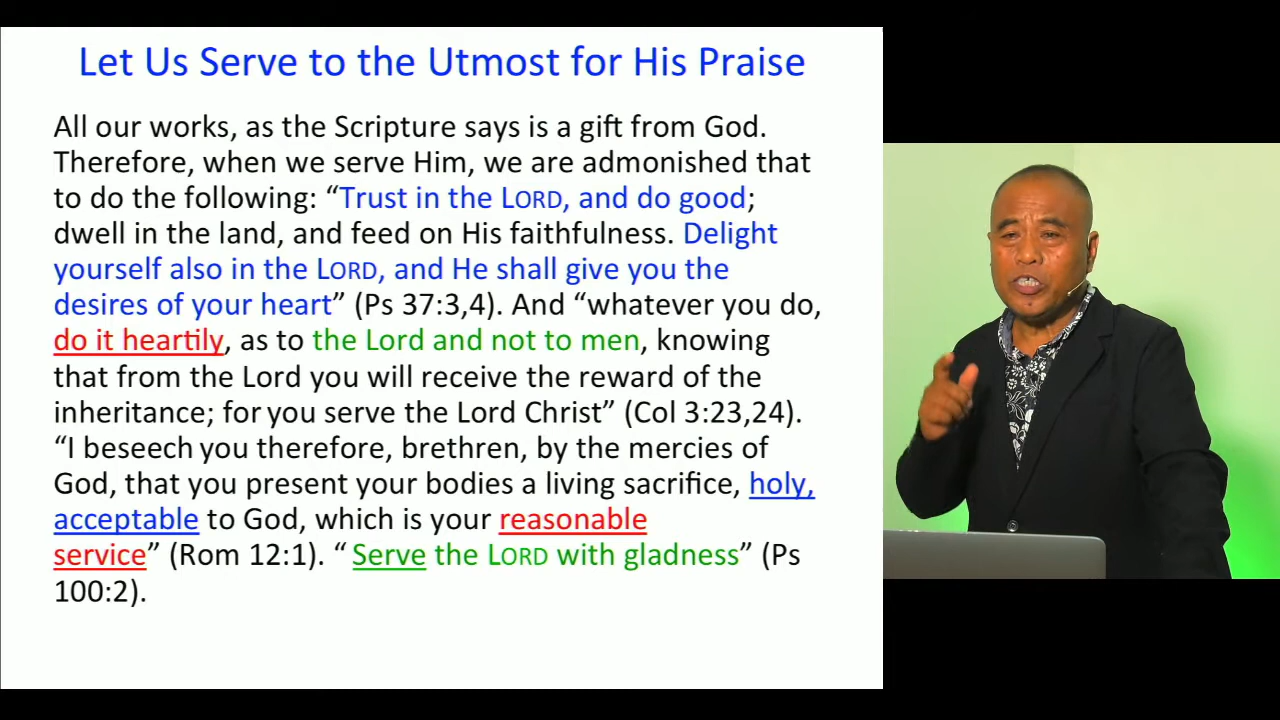 Let Us Serve to the Utmost for His Praise
All our works, as the Scripture says is a gift from God.
Therefore, when we serve Him, we are admonished that
to do the following: “Trust in the LORD, and do good;
dwell in the land, and feed on His faithfulness. Delight
yourself also in the LORD, and He shall give you the
desires of your heart” (Ps 37:3,4). And “whatever you do,
do it heartily, as to the Lord and not to men, knowing
that from the Lord you will receive the reward of the
inheritance; for you serve the Lord Christ” (Col 3:23,24).
“I beseech you therefore, brethren, by the mercies of
God, that you present your bodies a living sacrifice, holy,
acceptable to God, which is your reasonable
service” (Rom 12:1). “ Serve the LORD with gladness” (Ps
100:2).